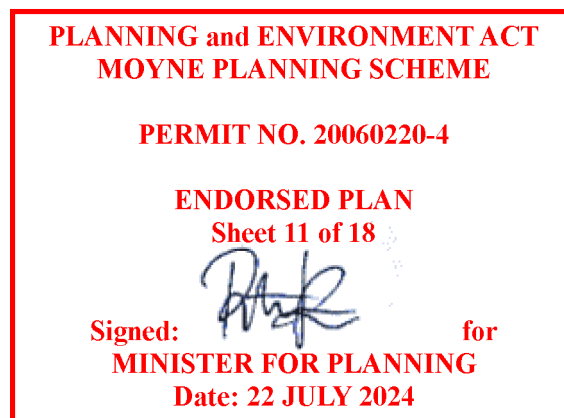 PLANNING and ENVIRONMENT ACT
MOYNE PLANNING SCHEME
PERMIT NO. 20060220-4
ENDORSED PLAN
Sheet 11 of 18
Signed: for
MINISTER FOR PLANNING
Date: 22 JULY 2024